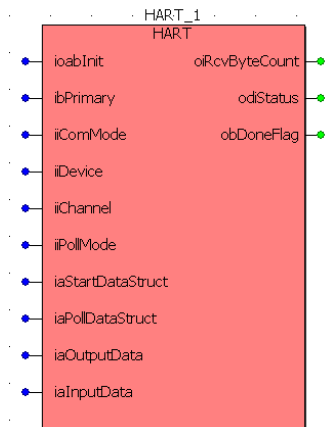 HART_1
HART
ioabInit oiRcvByteCount
ibPrimary odiStatus
iiComMode obDoneFlag
iiDevice
iiChannel
iiPollMode
iaStartDataStruct
iaPollDataStruct
iaOutputData
iaInputData